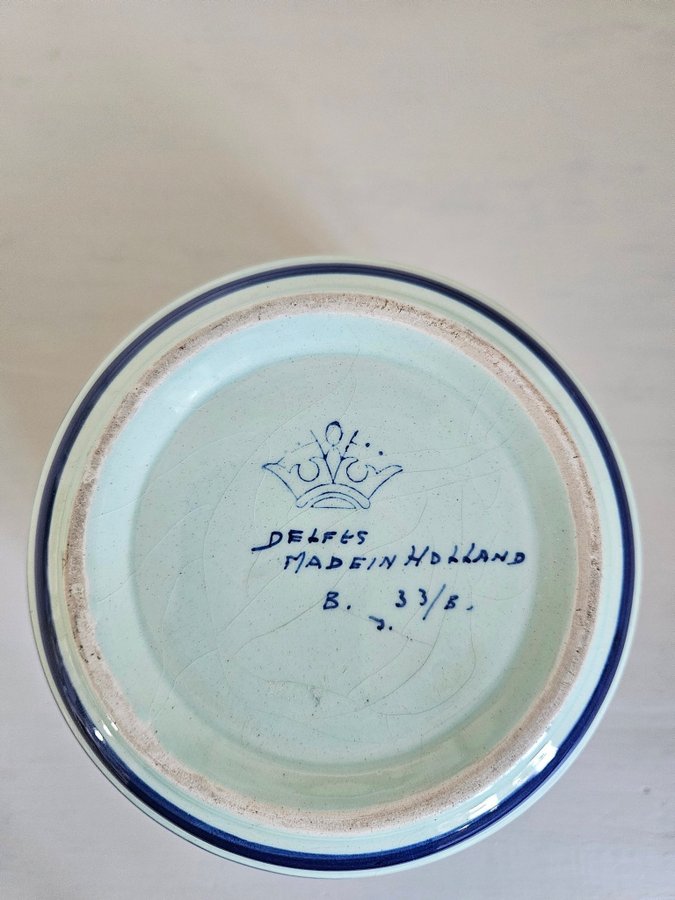 DELFTS
MADE IN HOLLAND
B. 33/B.
J.